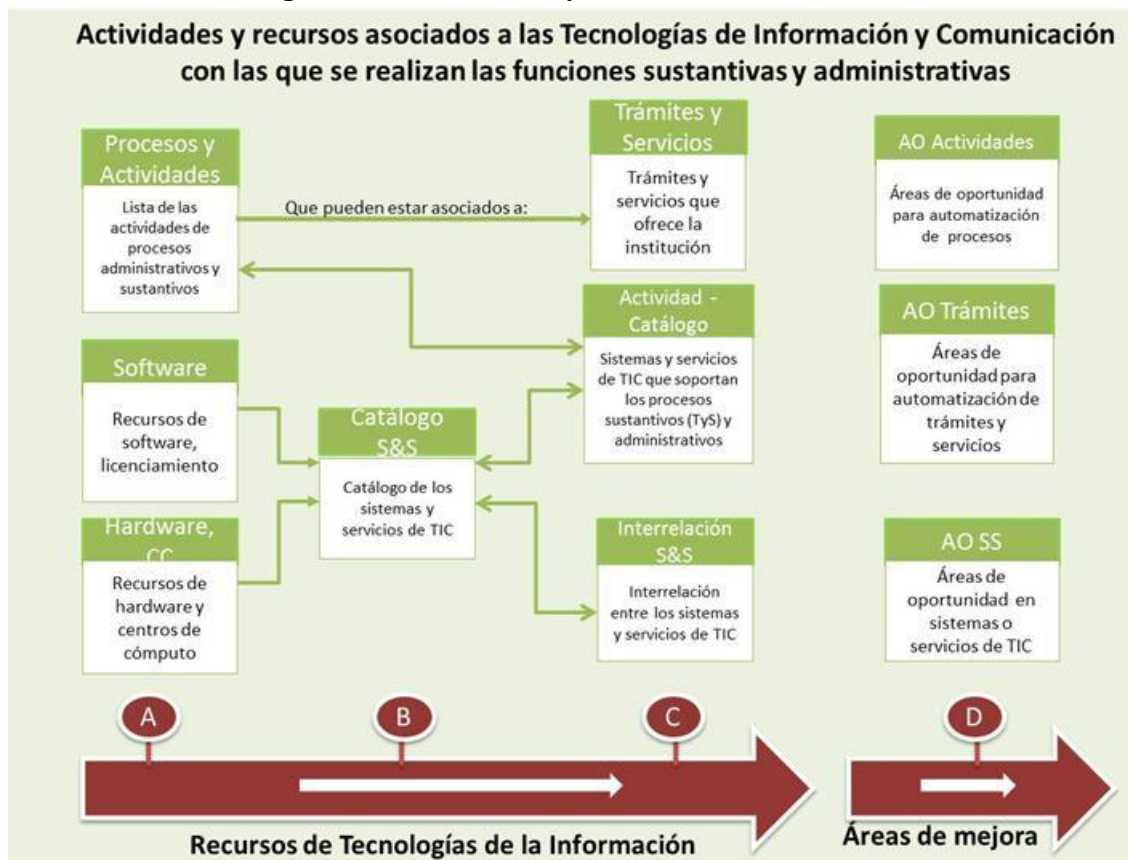 Actividades y recursos asociados a las Tecnologías de Información y Comunicación
con las que se realizan las funciones sustantivas y administrativas
Procesos y
Actividades
Lista de las
actividades de
procesos
administrativos y
sustantivos
Que pueden estar asociados a:
Trámites y
Servicios
Trámites y
servicios que
ofrece la
institución
AO Actividades
Áreas de oportunidad
para automatización
de procesos
Software
Recursos de
software,
licenciamiento
Catálogo
S&S
Catálogo de los
sistemas y
servicios de TIC
Actividad -
Catálogo
Sistemas y servicios
de TIC que soportan
los procesos
sustantivos (TyS) y
administrativos
AO Trámites
Áreas de
oportunidad para
automatización de
trámites y
servicios
Hardware,
CC
Recursos de
hardware y
centros de
cómputo
Interrelación
S&S
Interrelación
entre los sistemas
y servicios de TIC
AO SS
Áreas de
oportunidad en
sistemas o
servicios de TIC
A
B
C
D
Recursos de Tecnologías de la Información
Áreas de mejora